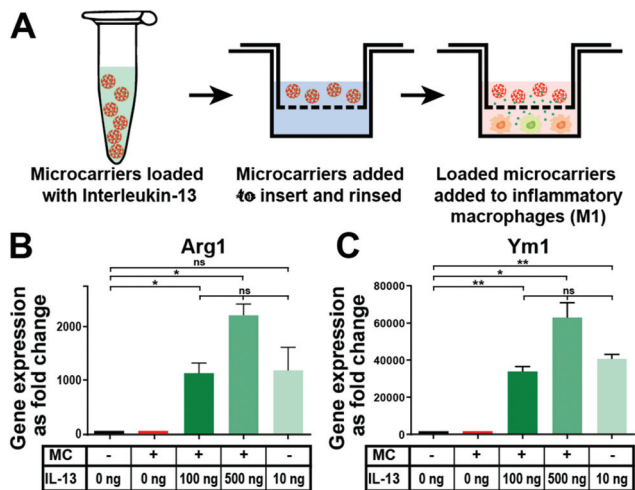 A
Microcarriers loaded
with Interleukin-13
Microcarriers added
to insert and rinsed
Loaded microcarriers
added to inflammatory
macrophages (M1)
B
Arg1
ns
*
*
ns
Gene expression
as fold change
2000
1000
0
MC - + + + -
IL-13 0 ng 0 ng 100 ng 500 ng 10 ng
C
Ym1
**
*
**
ns
Gene expression
as fold change
80000
60000
40000
20000
0
MC - + + + -
IL-13 0 ng 0 ng 100 ng 500 ng 10 ng